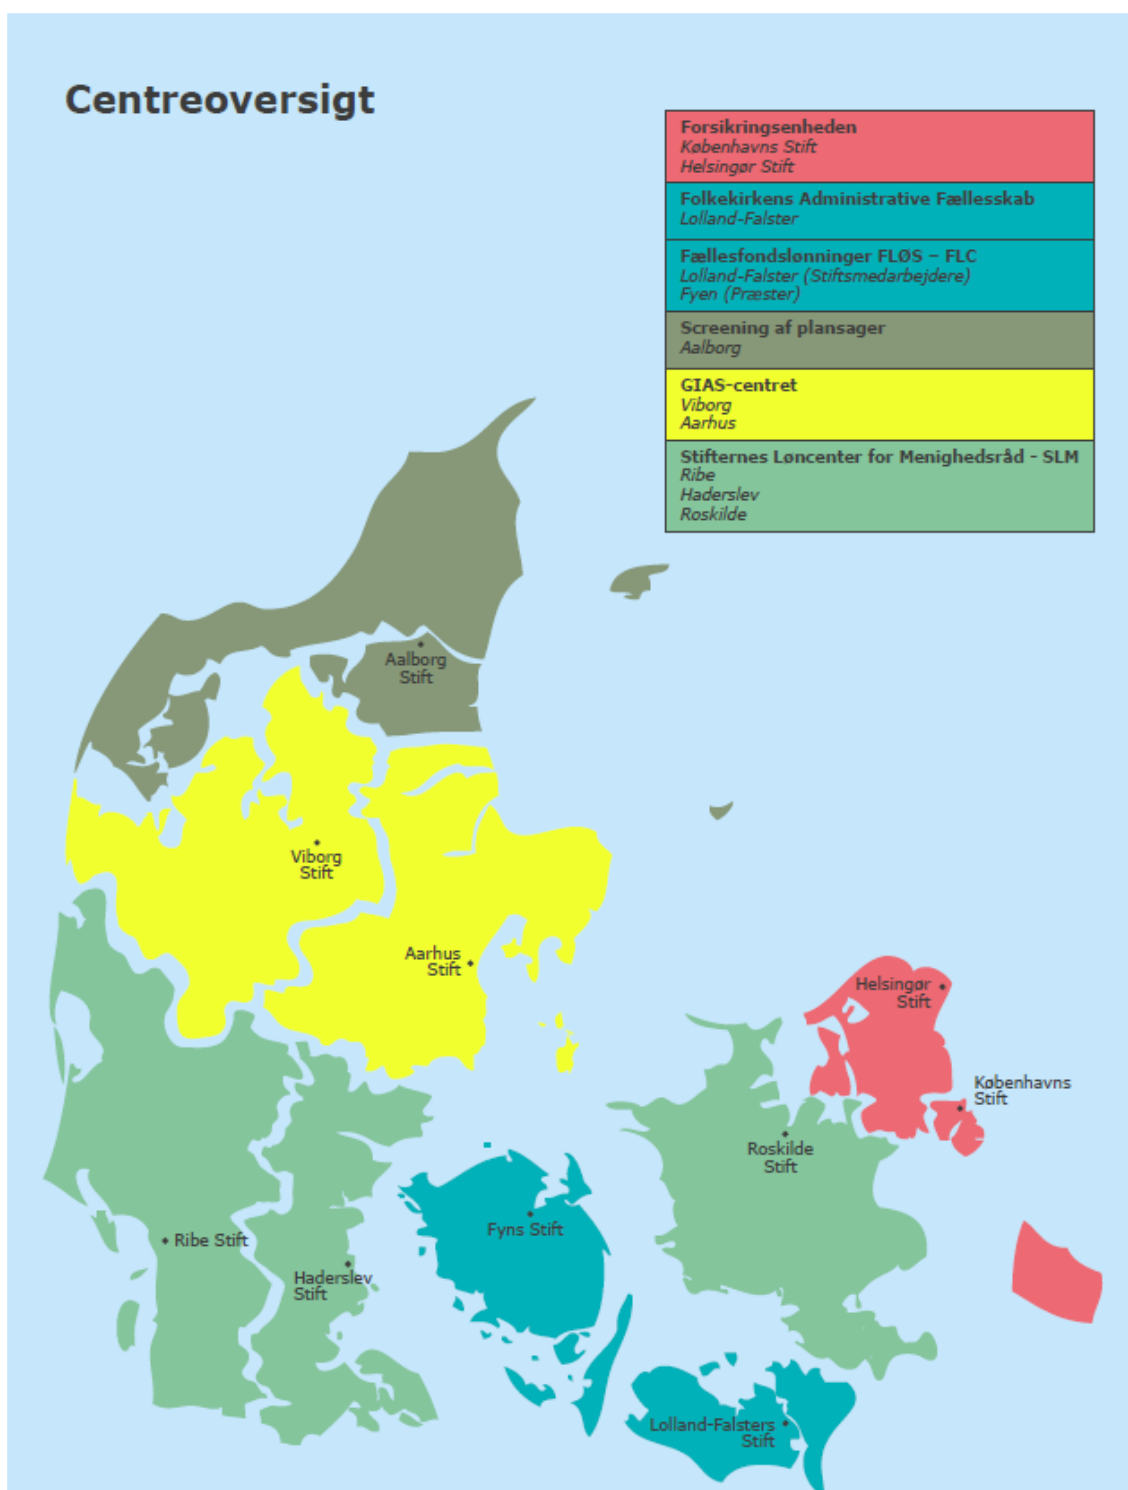 Centreoversigt
Forsikringsenheden
Københavns Stift
Helsingør Stift
Folkekirkens Administrative Fællesskab
Lolland-Falster
Fællesfondslønninger FLØS – FLC
Lolland-Falster (Stiftsmedarbejdere)
Fyen (Præster)
Screening af plansager
Aalborg
GIAS-centret
Viborg
Aarhus
Stifternes Løncenter for Menighedsråd - SLM
Ribe
Haderslev
Roskilde
Aalborg
Stift
Viborg
Stift
Aarhus
Stift
Helsingør
Stift
Københavns
Stift
Roskilde
Stift
Fyns Stift
Ribe Stift
Haderslev
Stift
Lolland-Falsters
Stift